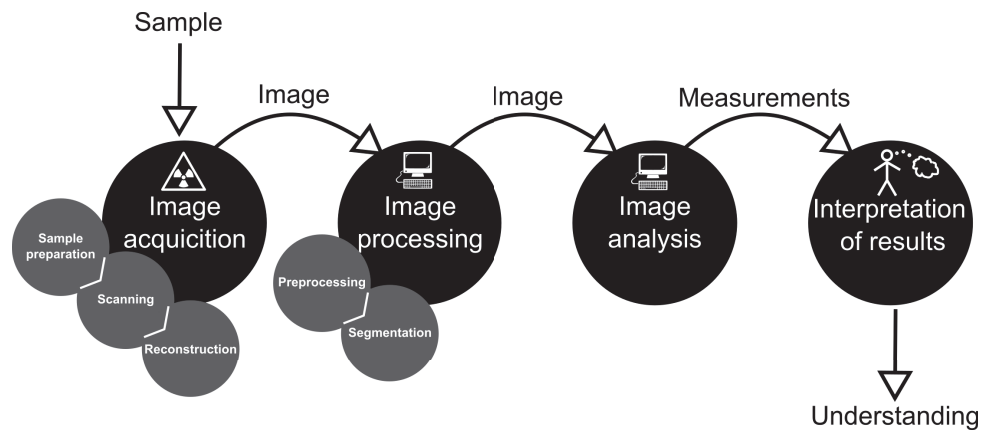 Sample
Image
Image
Measurements
Image
acquicition
Image
processing
Image
analysis
Interpretation
of results
Sample
preparation
Scanning
Reconstruction
Preprocessing
Segmentation
Understanding